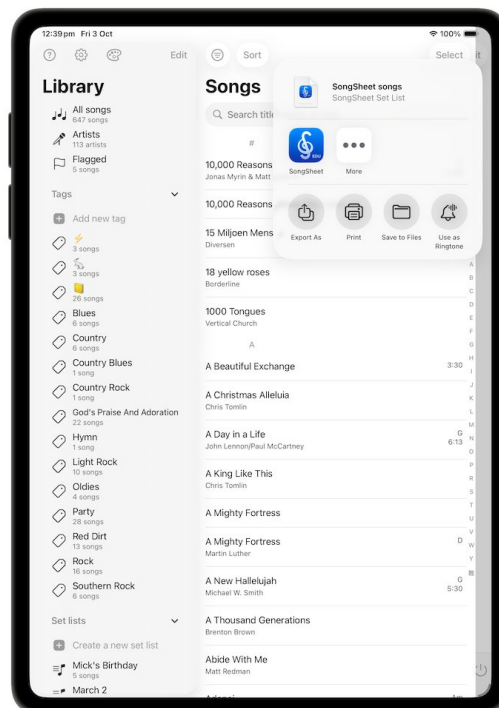 12:39 pm Fri 3 Oct
100%
Edit
Sort
Select
it
Library
All songs
647 songs
Artists
113 artists
Flagged
5 songs
Tags
Add new tag
⚡
3 songs
3 songs
26 songs
Blues
6 songs
Country
6 songs
Country Blues
1 song
Country Rock
1 song
God's Praise And Adoration
22 songs
Hymn
1 song
Light Rock
10 songs
Oldies
4 songs
Party
28 songs
Red Dirt
13 songs
Rock
16 songs
Southern Rock
6 songs
Set lists
Create a new set list
Mick's Birthday
5 songs
March 2
Songs
Search title
#
10,000 Reasons
Jonas Myrin & Matt
10,000 Reasons
15 Miljoen Mens
Diversen
18 yellow roses
Borderline
1000 Tongues
Vertical Church
A
A Beautiful Exchange
3:30
A Christmas Alleluia
Chris Tomlin
A Day in a Life
John Lennon/Paul McCartney
G
6:13
A King Like This
Chris Tomlin
A Mighty Fortress
A Mighty Fortress
Martin Luther
D
A New Hallelujah
Michael W. Smith
G
5:30
A Thousand Generations
Brenton Brown
Abide With Me
Matt Redman
Adonai
Am
SongSheet songs
SongSheet Set List
EDU
SongSheet
More
Export As
Print
Save to Files
Use as
Ringtone
A
B
C
D
E
F
G
H
I
J
K
L
M
N
O
P
R
S
T
U
V
W
Y